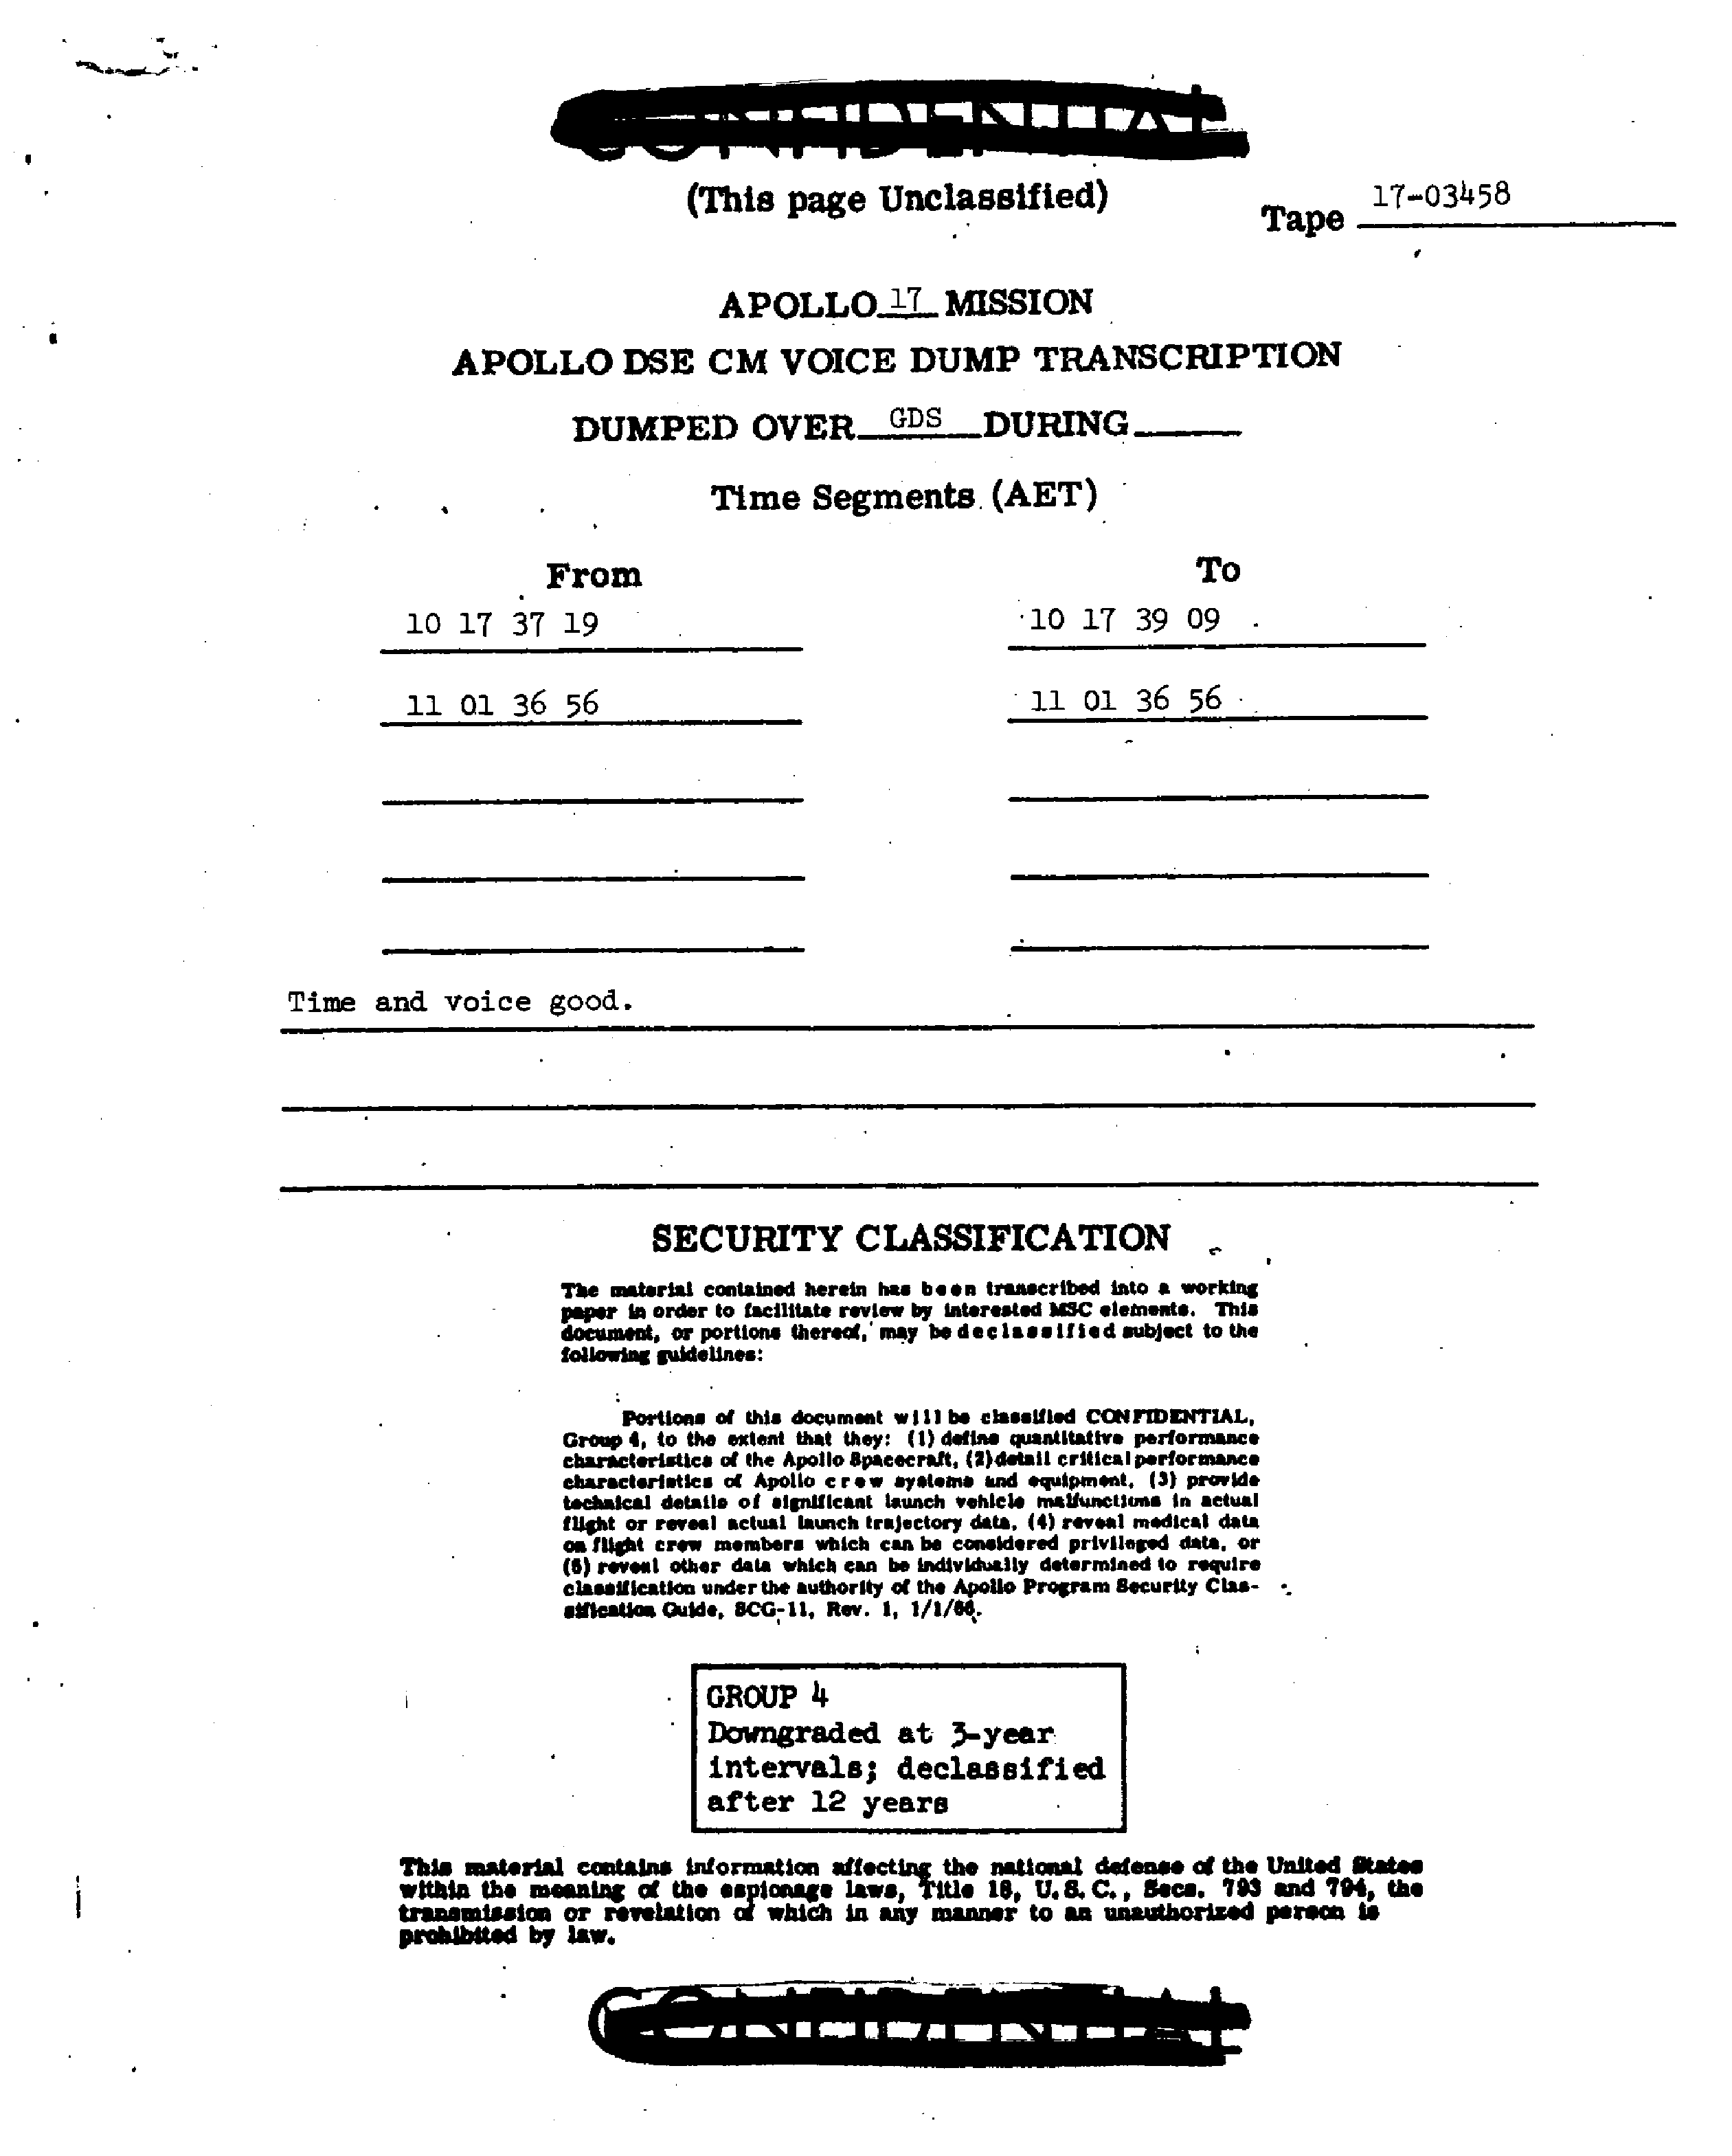 CONFIDENTIAL
(This page Unclassified)
Tape 17-03458
APOLLO 17 MISSION
APOLLO DSE CM VOICE DUMP TRANSCRIPTION
DUMPED OVER GDS DURING
Time Segments (AET)
From To
10 17 37 19 10 17 39 09
11 01 36 56 11 01 36 56
Time and voice good.
SECURITY CLASSIFICATION
The material contained herein has been transcribed into a working
paper in order to facilitate review by interested MSC elements. This
document, or portions thereof, may be declassified subject to the
following guidelines:
Portions of this document will be classified CONFIDENTIAL,
Group 4, to the extent that they: (1) define quantitative performance
characteristics of the Apollo Spacecraft, (2) detail critical performance
characteristics of Apollo crew systems and equipment, (3) provide
technical details of significant launch vehicle malfunctions in actual
flight or reveal actual launch trajectory data, (4) reveal medical data
on flight crew members which can be considered privileged data, or
(5) reveal other data which can be individually determined to require
classification under the authority of the Apollo Program Security Clas-
sification Guide, SCG-11, Rev. 1, 1/1/66.
GROUP 4
Downgraded at 3-year
intervals; declassified
after 12 years
This material contains information affecting the national defense of the United States
within the meaning of the espionage laws, Title 18, U.S.C., Secs. 793 and 794, the
transmission or revelation of which in any manner to an unauthorized person is
prohibited by law.
CONFIDENTIAL